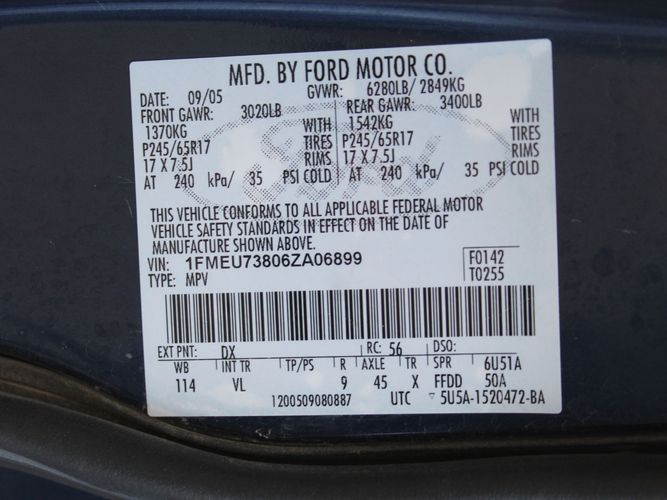 MFD. BY FORD MOTOR CO.
DATE: 09/05 GVWR: 6280LB/ 2849KG
FRONT GAWR: 3020LB REAR GAWR: 3400LB
1370KG WITH 1542KG WITH
P245/65R17 TIRES P245/65R17 TIRES
17 X 7.5J RIMS 17 X 7.5J RIMS
AT 240 kPa/ 35 PSI COLD AT 240 kPa/ 35 PSI COLD
Ford
THIS VEHICLE CONFORMS TO ALL APPLICABLE FEDERAL MOTOR
VEHICLE SAFETY STANDARDS IN EFFECT ON THE DATE OF
MANUFACTURE SHOWN ABOVE.
VIN: 1FMEU73806ZA06899 F0142
TYPE: MPV T0255
EXT PNT: DX RC: 56 DSO:
WB INT TR TP/PS R AXLE TR SPR 6U51A
114 VL 9 45 X FFDD 50A
1200509080887 UTC 5U5A-1520472-BA